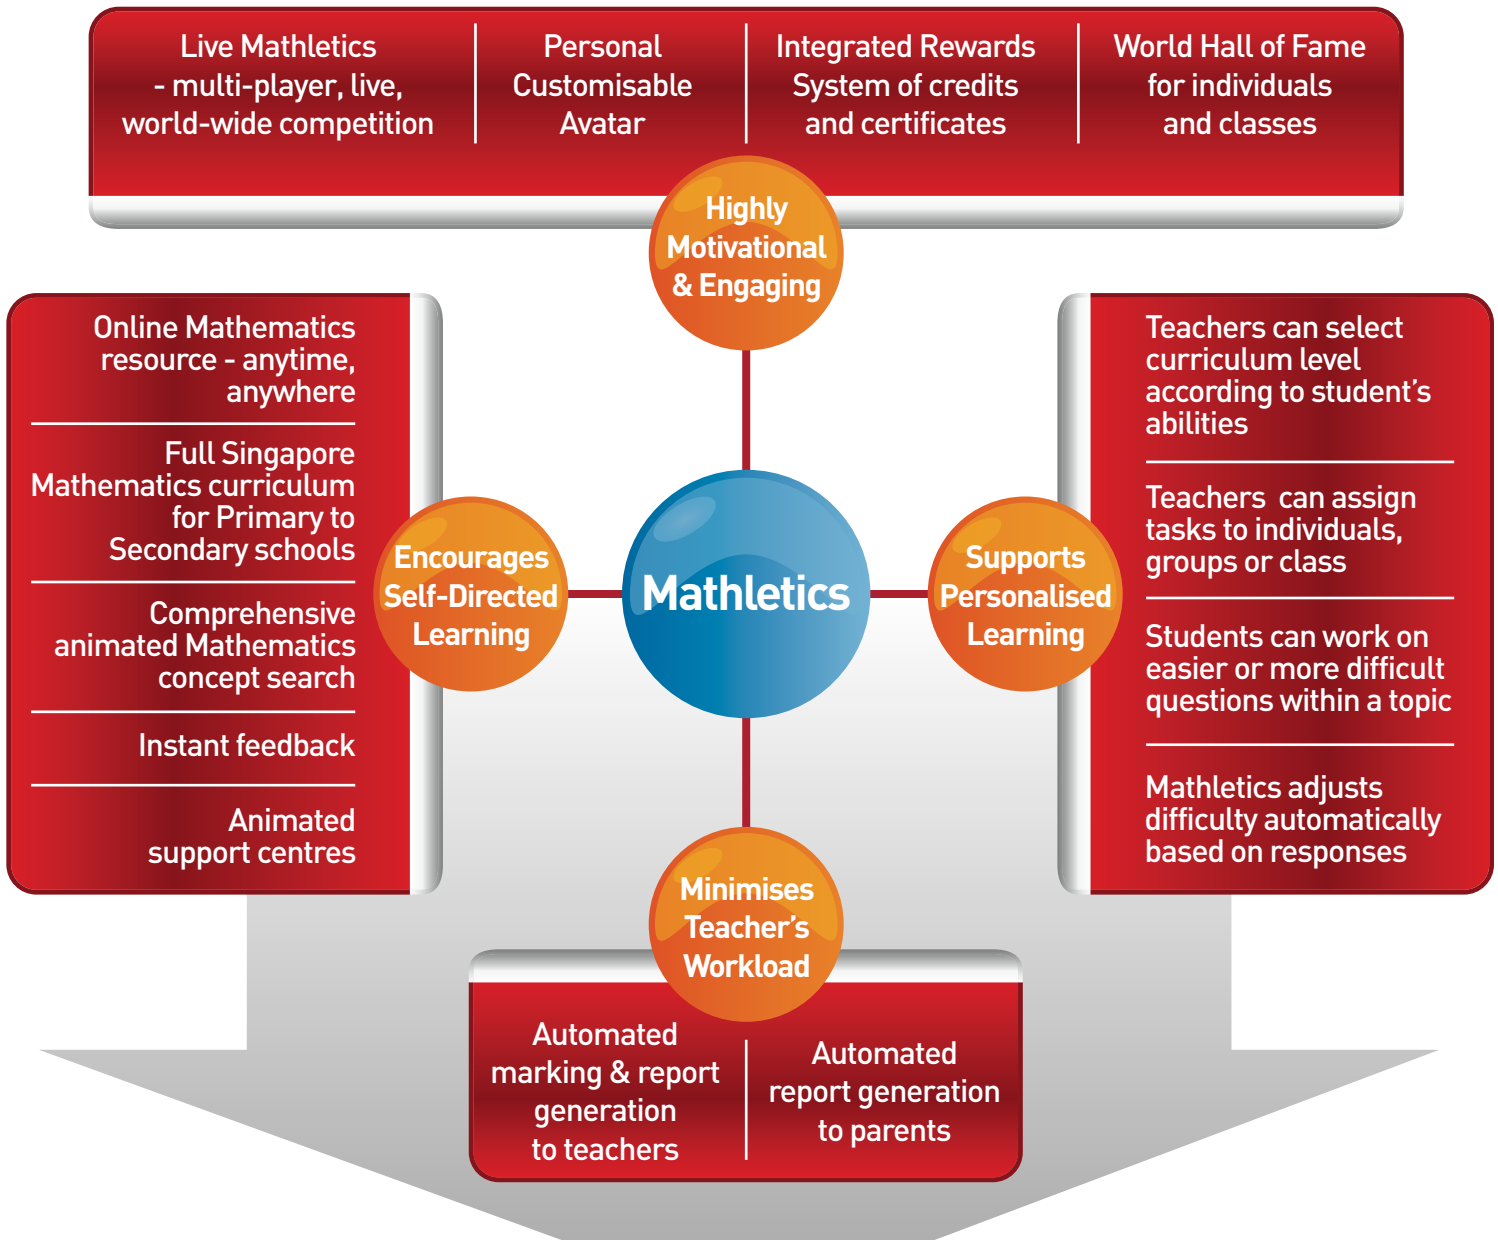 Live Mathletics
- multi-player, live,
world-wide competition
Personal
Customisable
Avatar
Integrated Rewards
System of credits
and certificates
World Hall of Fame
for individuals
and classes
Highly
Motivational
& Engaging
Online Mathematics
resource - anytime,
anywhere
Full Singapore
Mathematics curriculum
for Primary to
Secondary schools
Comprehensive
animated Mathematics
concept search
Instant feedback
Animated
support centres
Encourages
Self-Directed
Learning
Mathletics
Supports
Personalised
Learning
Teachers can select
curriculum level
according to student's
abilities
Teachers  can assign
tasks to individuals,
groups or class
Students can work on
easier or more difficult
questions within a topic
Mathletics adjusts
difficulty automatically
based on responses
Minimises
Teacher's
Workload
Automated
marking & report
generation
to teachers
Automated
report generation
to parents